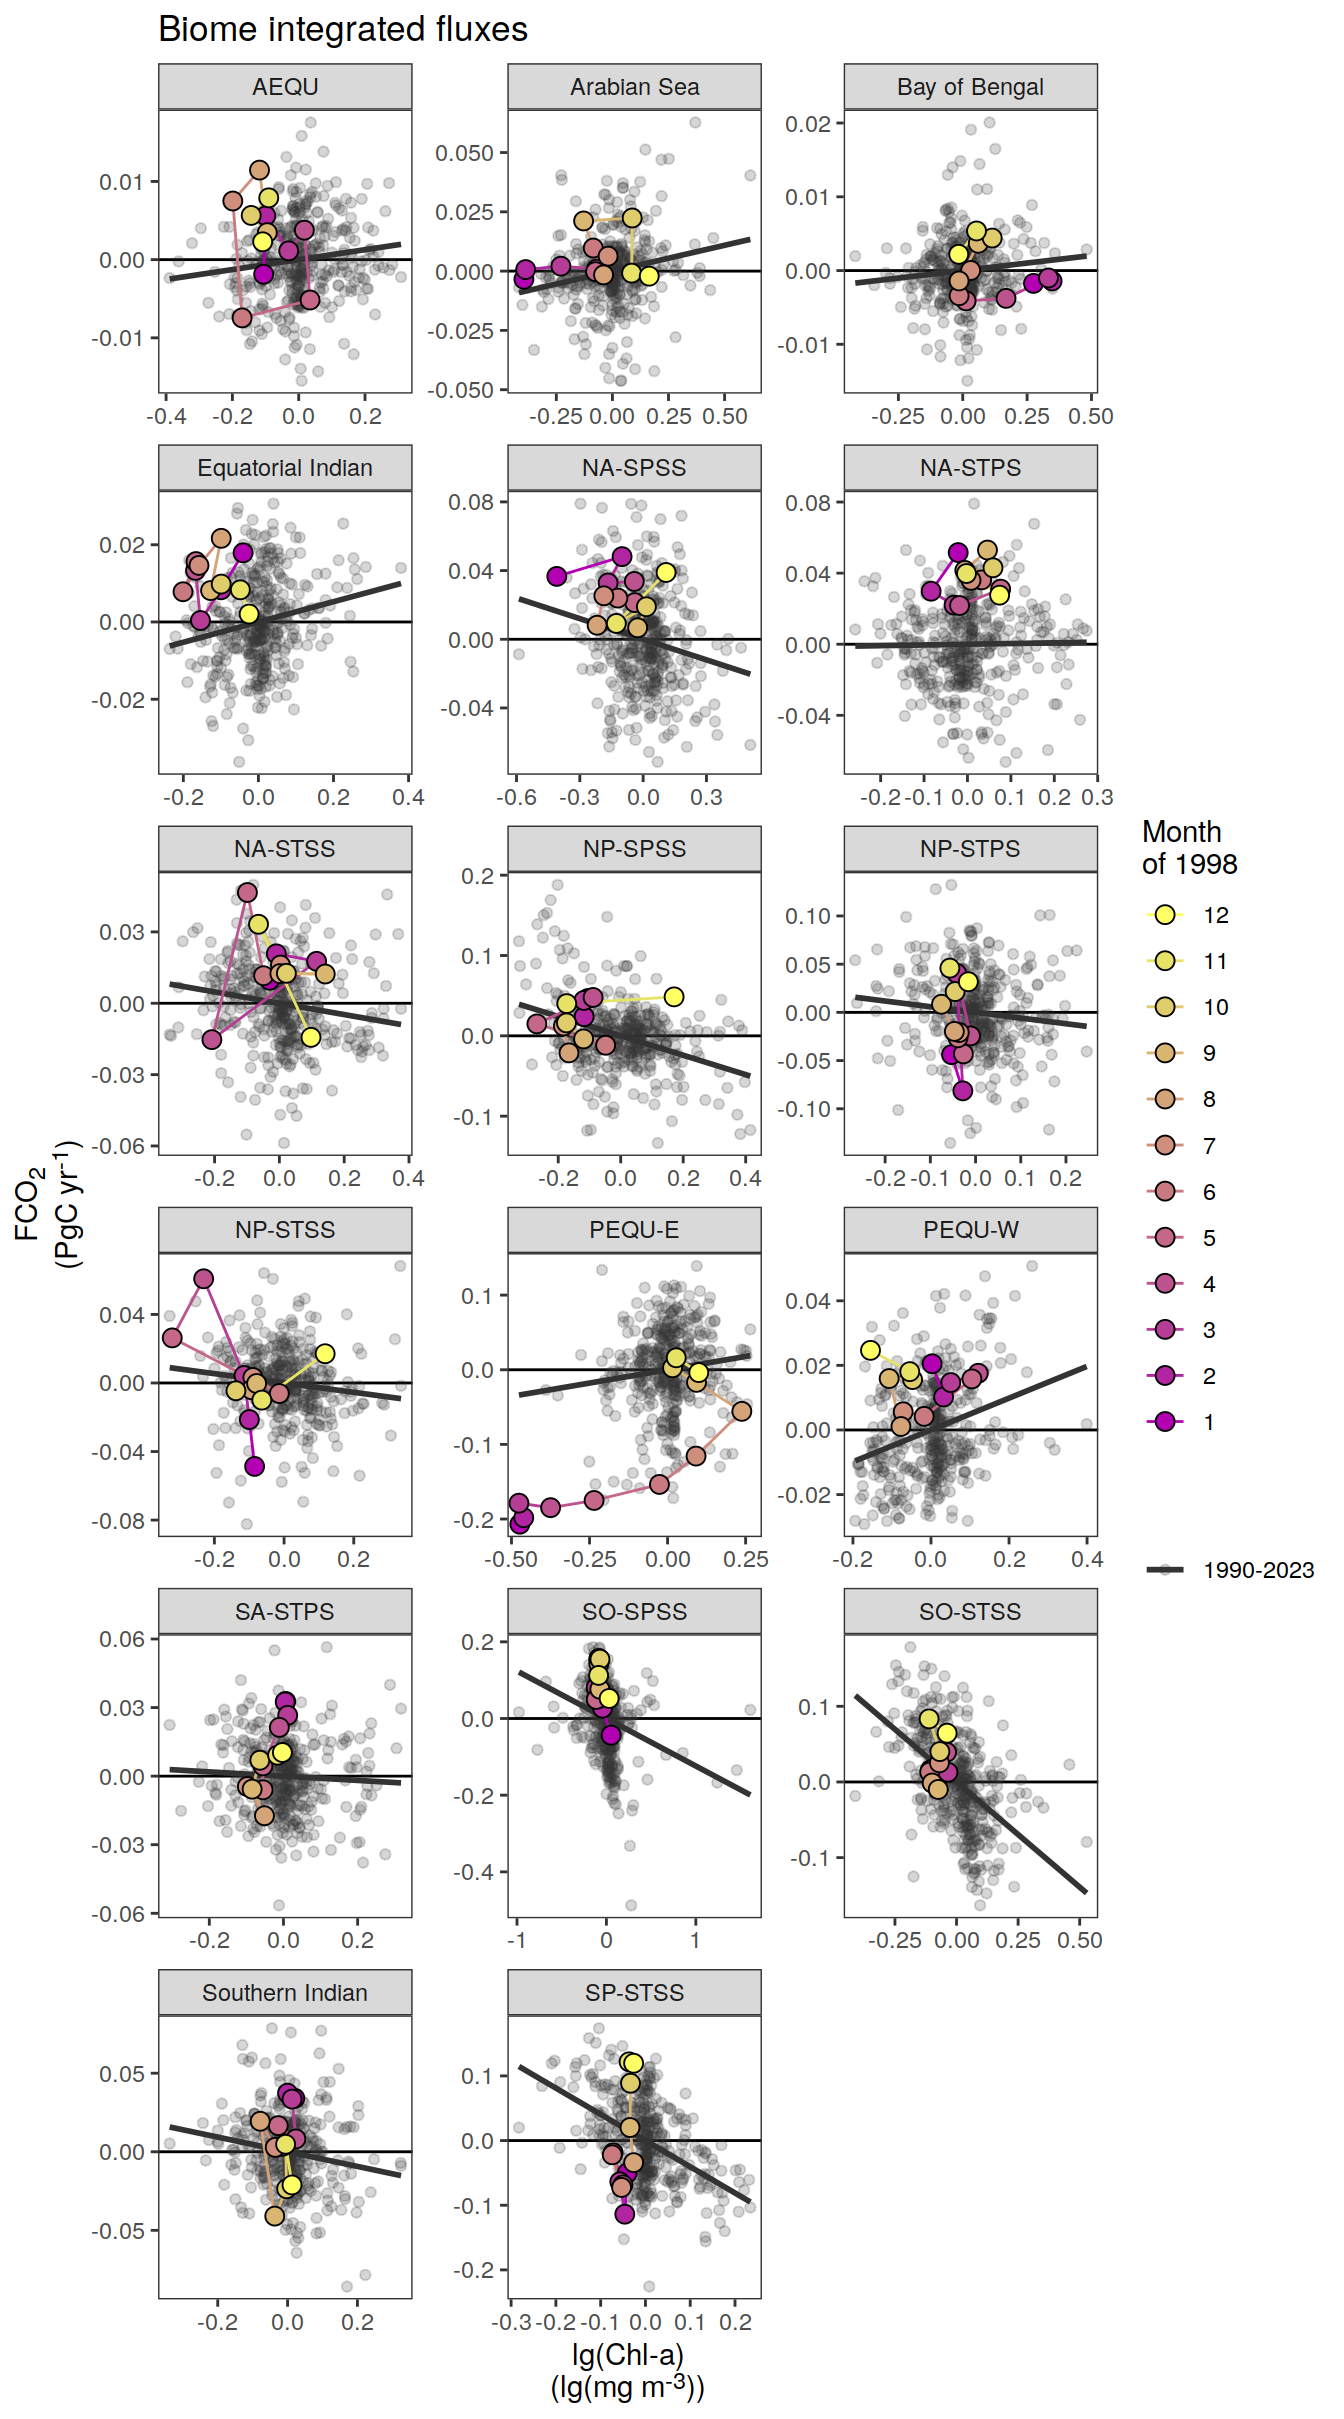 Biome integrated fluxes
AEQU
Arabian Sea
Bay of Bengal
0.01
0.00
-0.01
0.050
0.025
0.000
-0.025
-0.050
0.02
0.01
0.00
-0.01
-0.4 -0.2 0.0 0.2
-0.25 0.00 0.25 0.50
-0.25 0.00 0.25 0.50
Equatorial Indian
NA-SPSS
NA-STPS
0.02
0.00
-0.02
0.08
0.04
0.00
-0.04
0.08
0.04
0.00
-0.04
-0.2 0.0 0.2 0.4
-0.6 -0.3 0.0 0.3
-0.2 -0.1 0.0 0.1 0.2 0.3
NA-STSS
NP-SPSS
NP-STPS
0.03
0.00
-0.03
-0.06
0.2
0.1
0.0
-0.1
0.10
0.05
0.00
-0.05
-0.10
-0.2 0.0 0.2 0.4
-0.2 0.0 0.2 0.4
-0.2 -0.1 0.0 0.1 0.2
NP-STSS
PEQU-E
PEQU-W
0.04
0.00
-0.04
-0.08
0.1
0.0
-0.1
-0.2
0.04
0.02
0.00
-0.02
-0.2 0.0 0.2
-0.50 -0.25 0.00 0.25
-0.2 0.0 0.2 0.4
SA-STPS
SO-SPSS
SO-STSS
0.06
0.03
0.00
-0.03
-0.06
0.2
0.0
-0.2
-0.4
0.1
0.0
-0.1
-0.2 0.0 0.2
-1 0 1
-0.25 0.00 0.25 0.50
Southern Indian
SP-STSS
0.05
0.00
-0.05
0.1
0.0
-0.1
-0.2
-0.2 0.0 0.2
-0.3 -0.2 -0.1 0.0 0.1 0.2
FCO₂
(PgC yr⁻¹)
lg(Chl-a)
(lg(mg m⁻³))
Month
of 1998
12
11
10
9
8
7
6
5
4
3
2
1
1990-2023